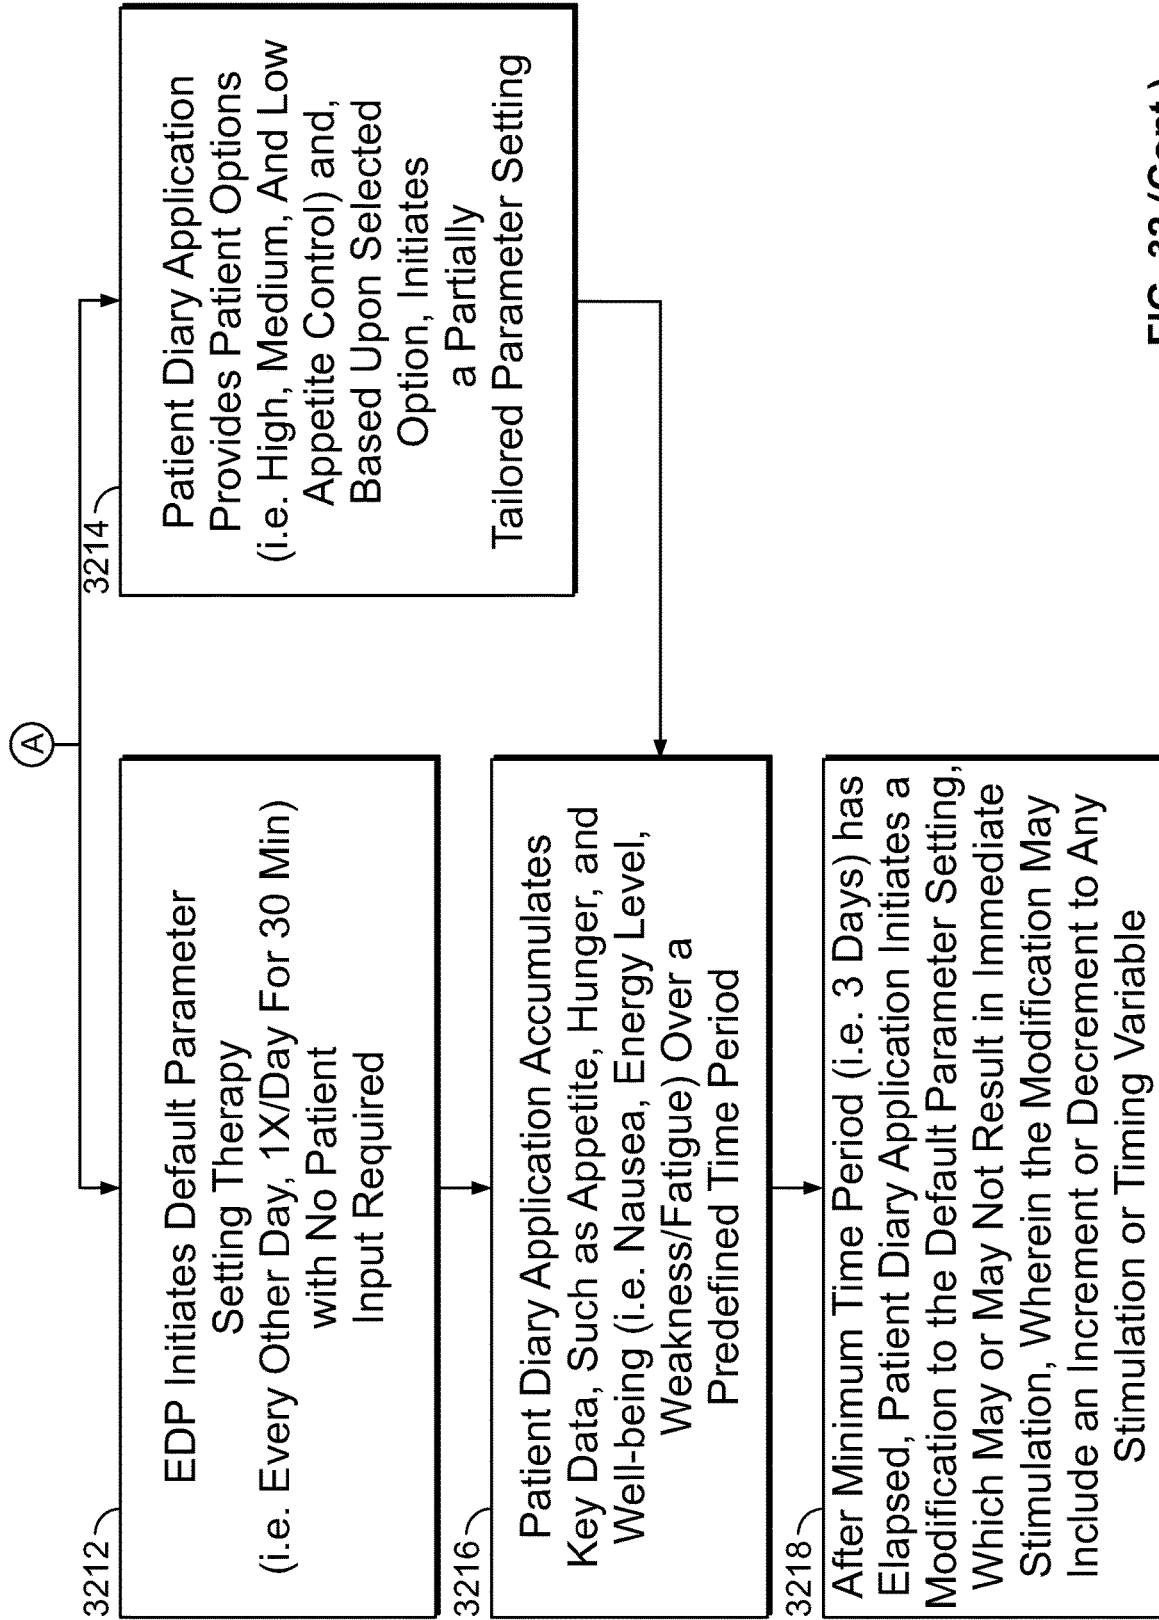 A
3212
EDP Initiates Default Parameter
Setting Therapy
(i.e. Every Other Day, 1X/Day For 30 Min)
with No Patient
Input Required
3214
Patient Diary Application
Provides Patient Options
(i.e. High, Medium, And Low
Appetite Control) and,
Based Upon Selected
Option, Initiates
a Partially
Tailored Parameter Setting
3216
Patient Diary Application Accumulates
Key Data, Such as Appetite, Hunger, and
Well-being (i.e. Nausea, Energy Level,
Weakness/Fatigue) Over a
Predefined Time Period
3218
After Minimum Time Period (i.e. 3 Days) has
Elapsed, Patient Diary Application Initiates a
Modification to the Default Parameter Setting,
Which May or May Not Result in Immediate
Stimulation, Wherein the Modification May
Include an Increment or Decrement to Any
Stimulation or Timing Variable
FIG. 32 (Cont.)